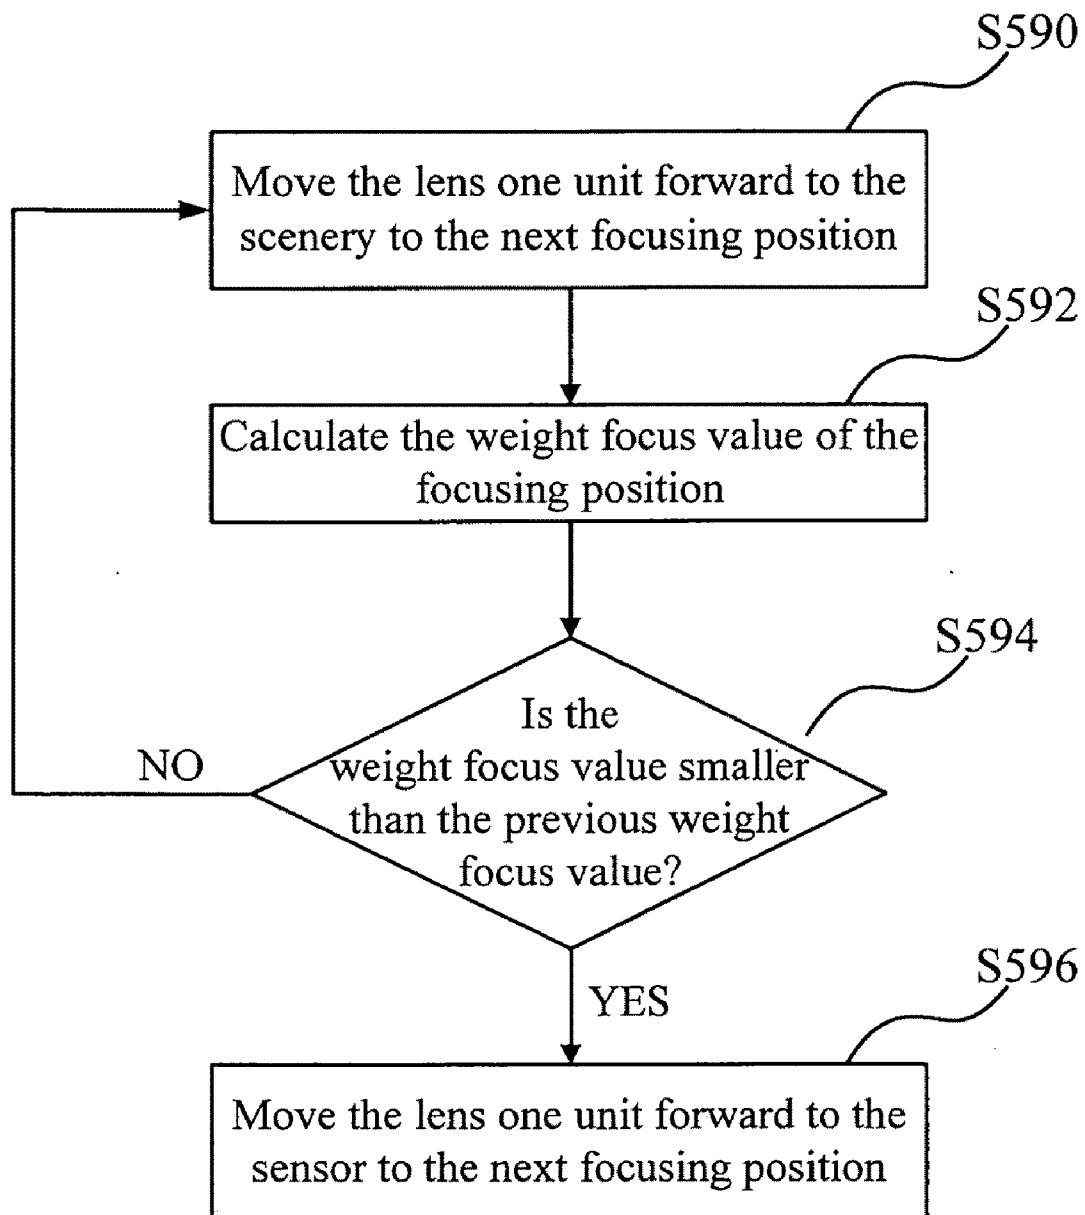 S590
Move the lens one unit forward to the
scenery to the next focusing position
S592
Calculate the weight focus value of the
focusing position
S594
Is the
weight focus value smaller
than the previous weight
focus value?
NO
YES
S596
Move the lens one unit forward to the
sensor to the next focusing position